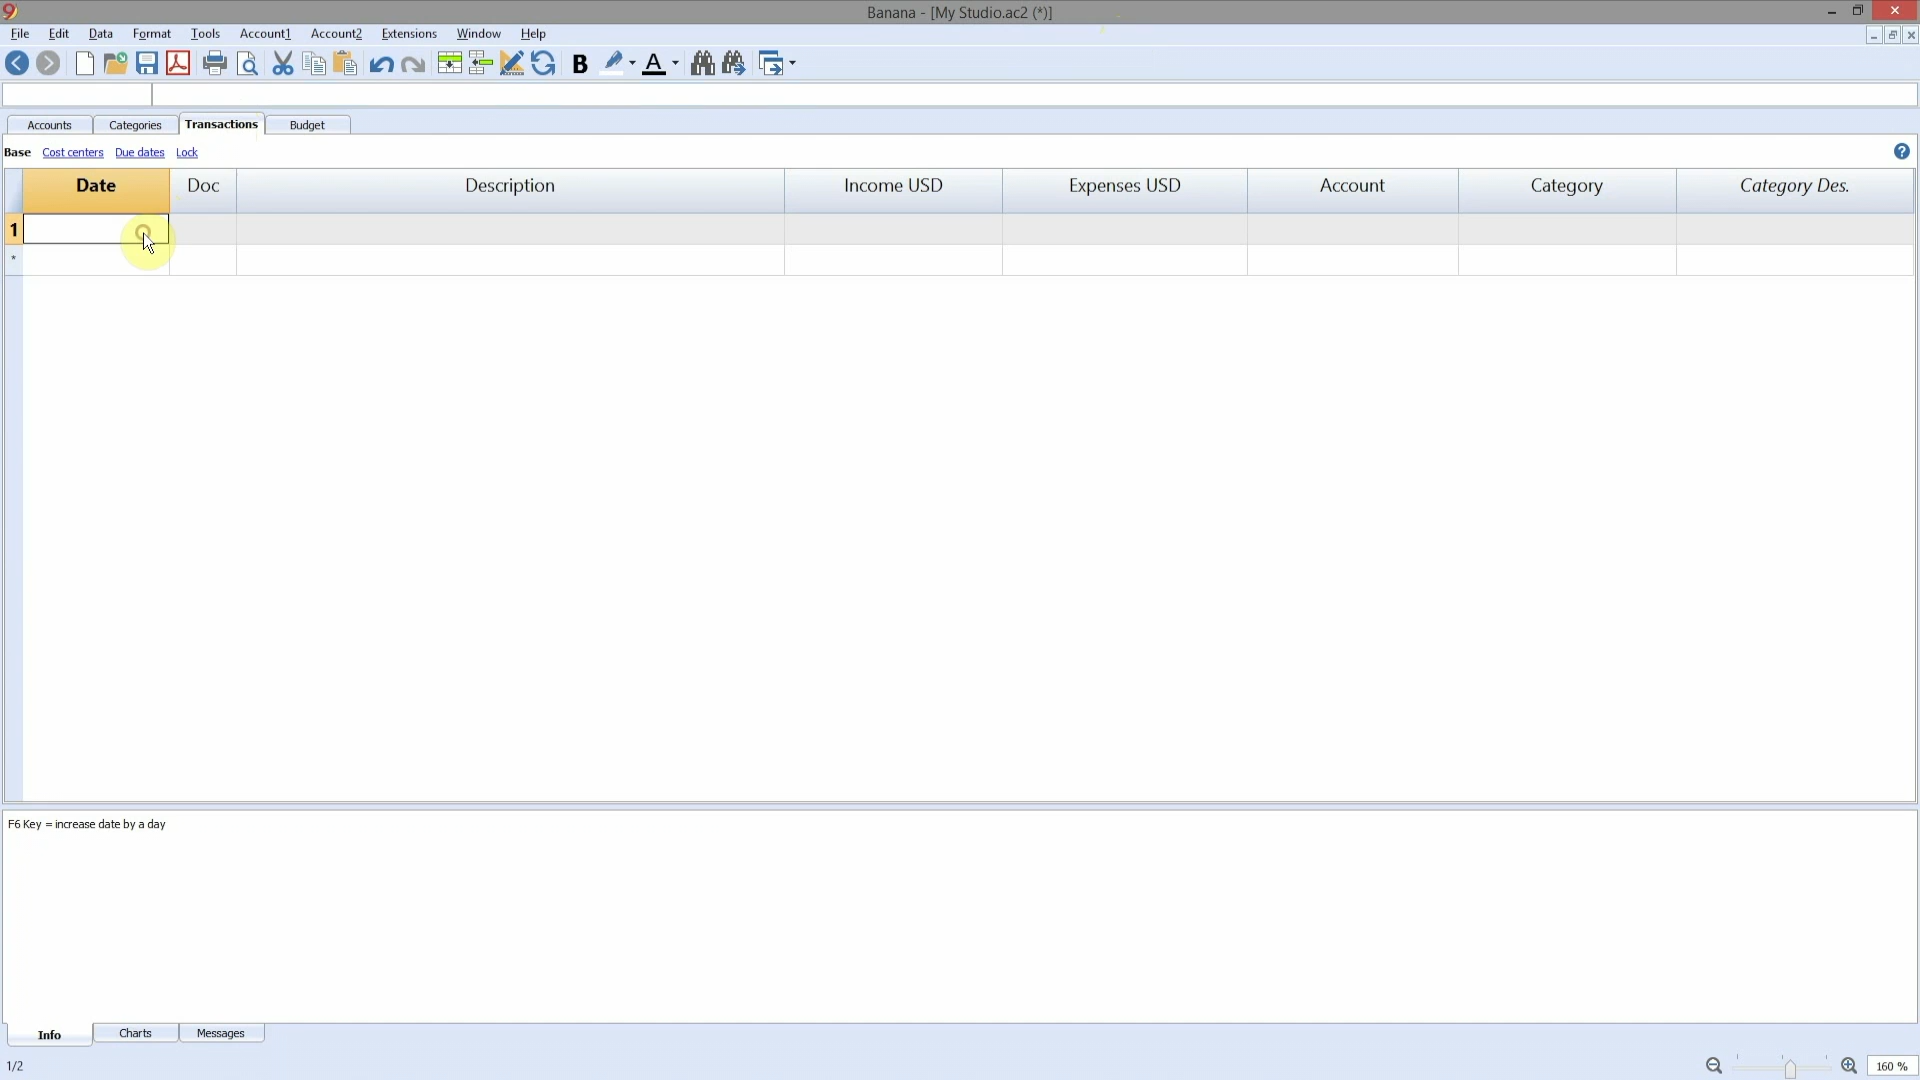 9
Banana - [My Studio.ac2 (*)]
File Edit Data Format Tools Account1 Account2 Extensions Window Help
B A
Accounts Categories Transactions Budget
Base Cost centers Due dates Lock
?
Date Doc Description Income USD Expenses USD Account Category Category Des.
1
*
F6 Key = increase date by a day
Info Charts Messages
1/2
160 %